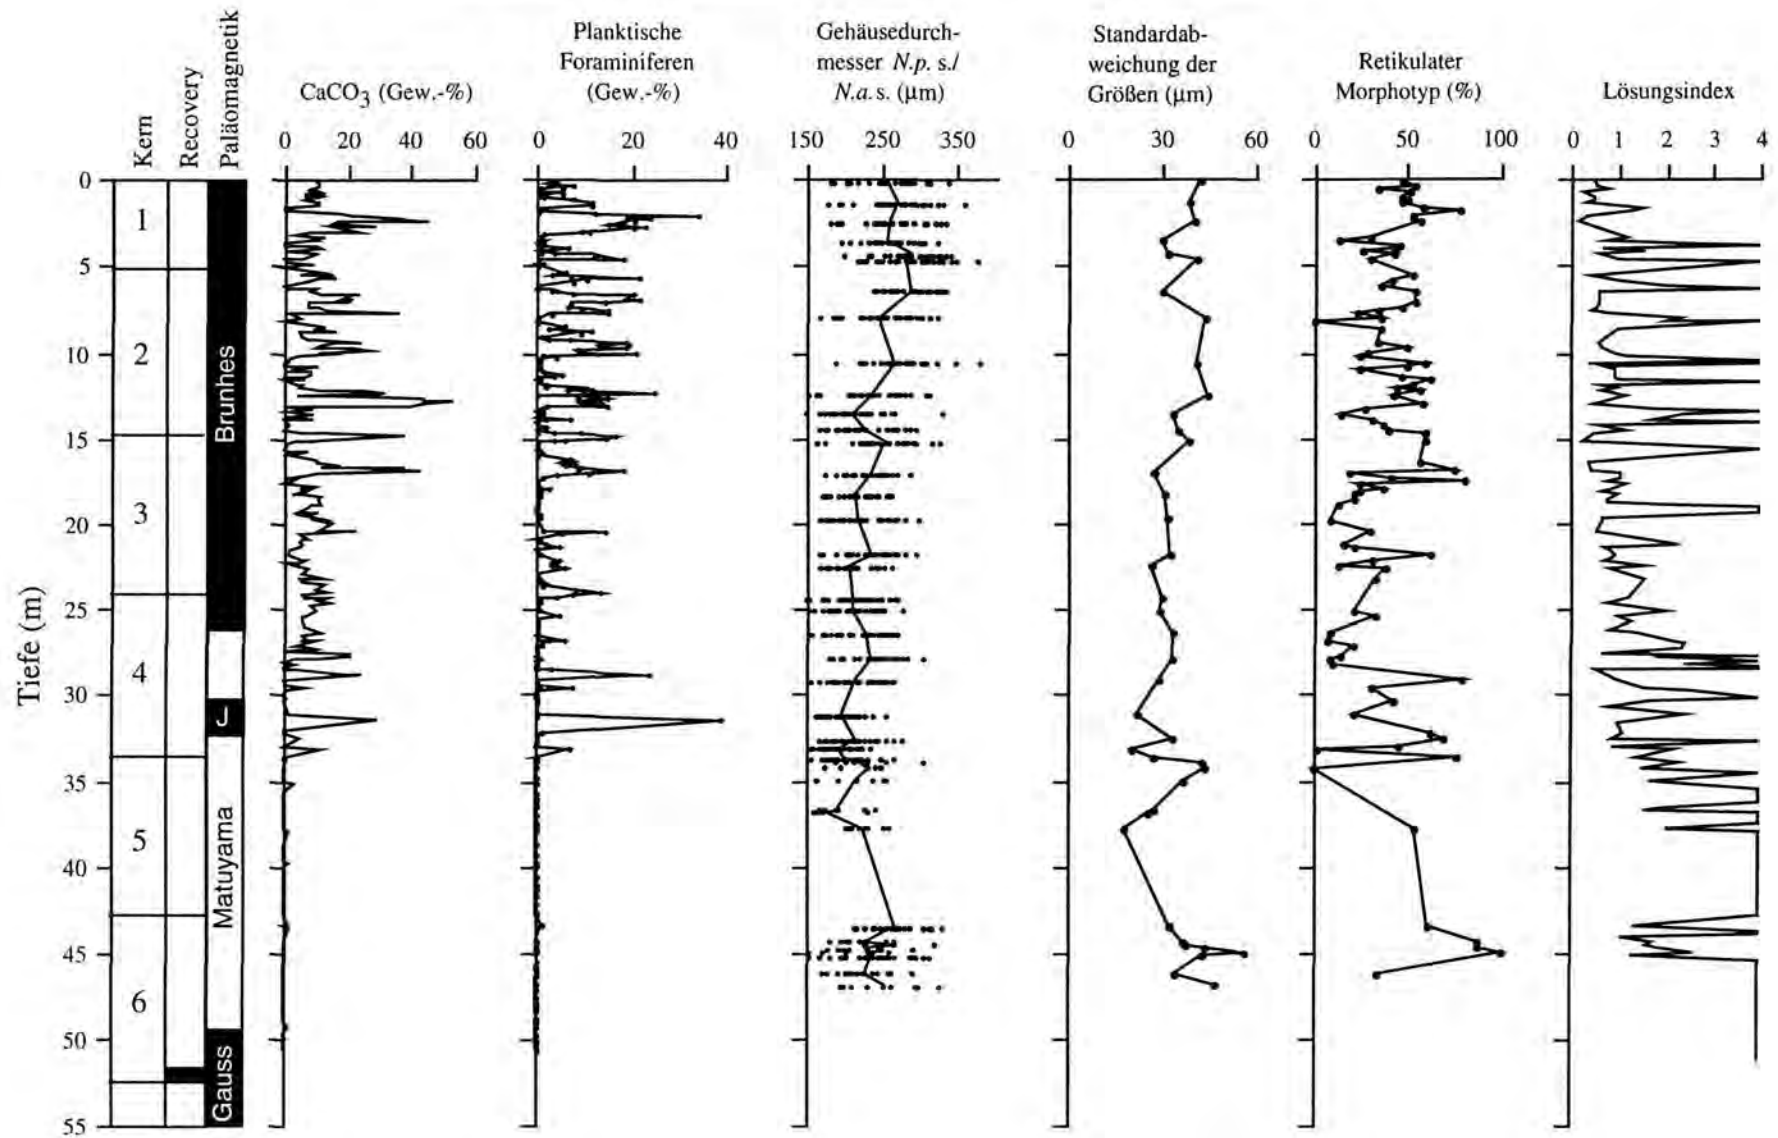 Kern
Recovery
Paläomagnetik
CaCO3 (Gew.-%)
0 20 40 60
Planktische
Foraminiferen
(Gew.-%)
0 20 40
Gehäusedurch-
messer N.p. s./
N.a. s. (µm)
150 250 350
Standardab-
weichung der
Größen (µm)
0 30 60
Retikulater
Morphotyp (%)
0 50 100
Lösungsindex
0 1 2 3 4
Tiefe (m)
0
5
10
15
20
25
30
35
40
45
50
55
1
2
3
4
5
6
Brunhes
J
Matuyama
Gauss